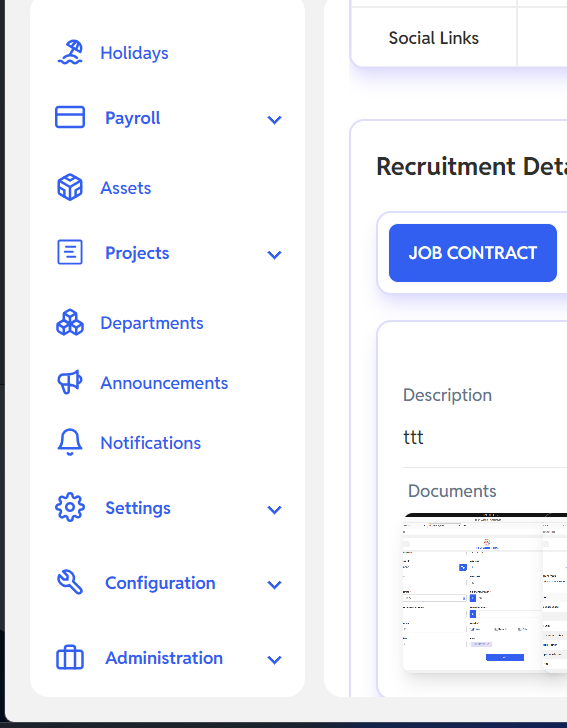 Holidays
Payroll
Assets
Projects
Departments
Announcements
Notifications
Settings
Configuration
Administration
Social Links
Recruitment Deta
JOB CONTRACT
Description
ttt
Documents